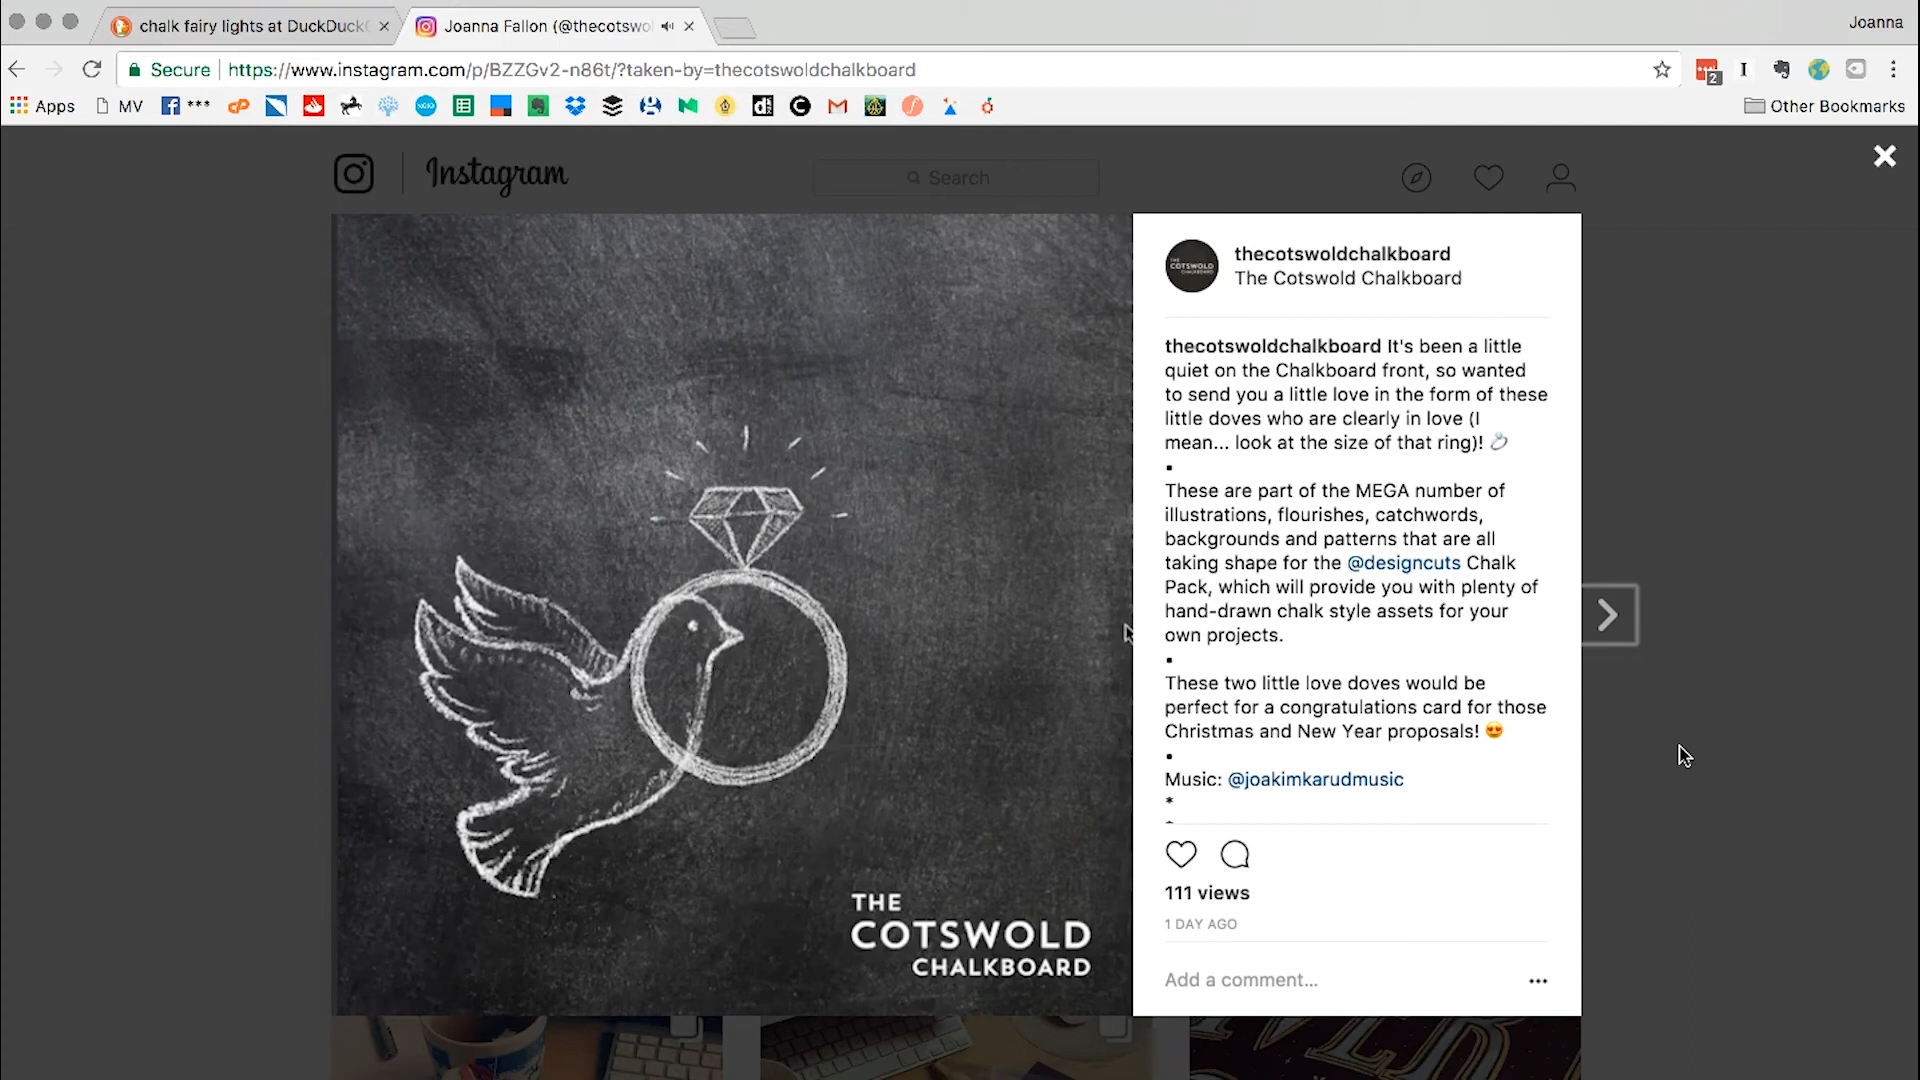 chalk fairy lights at DuckDuck
Joanna Fallon (@thecotswo
Joanna
Secure
https://www.instagram.com/p/BZZGv2-n86t/?taken-by=thecotswoldchalkboard
2
Apps
MV
***
Other Bookmarks
Instagram
Search
THE
COTSWOLD
CHALKBOARD
THE
COTSWOLD
CHALKBOARD
thecotswoldchalkboard
The Cotswold Chalkboard
thecotswoldchalkboard It's been a little
quiet on the Chalkboard front, so wanted
to send you a little love in the form of these
little doves who are clearly in love (I
mean... look at the size of that ring)! 💍
▪
These are part of the MEGA number of
illustrations, flourishes, catchwords,
backgrounds and patterns that are all
taking shape for the @designcuts Chalk
Pack, which will provide you with plenty of
hand-drawn chalk style assets for your
own projects.
▪
These two little love doves would be
perfect for a congratulations card for those
Christmas and New Year proposals! 😍
▪
Music: @joakimkarudmusic
*
111 views
1 DAY AGO
Add a comment...